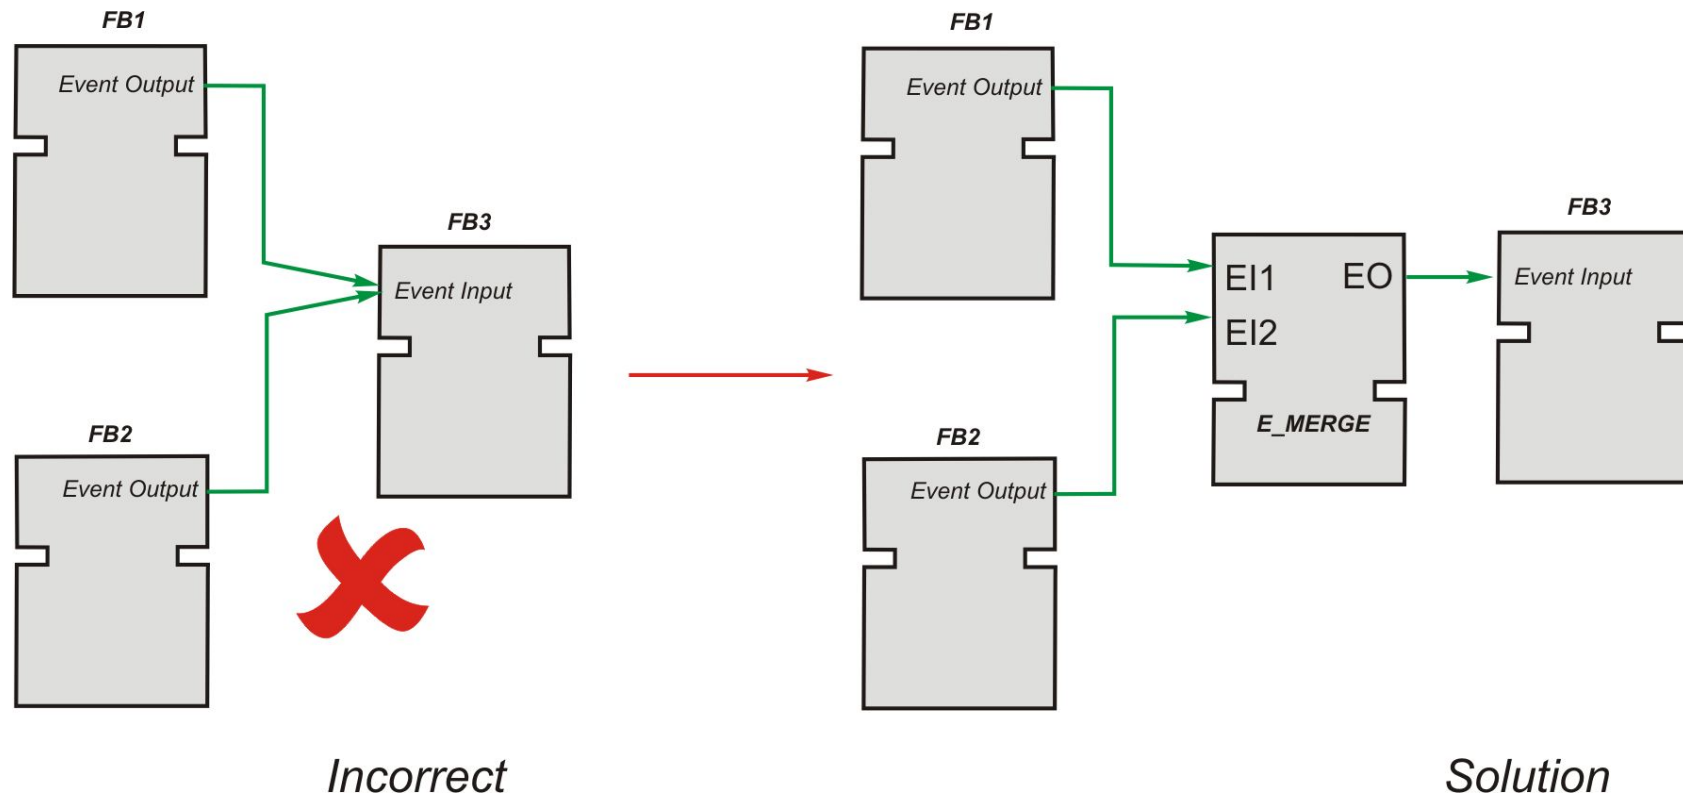 FB1
Event Output
FB3
Event Input
FB2
Event Output
Incorrect
FB1
Event Output
FB3
EI1
EO
Event Input
EI2
E_MERGE
FB2
Event Output
Solution